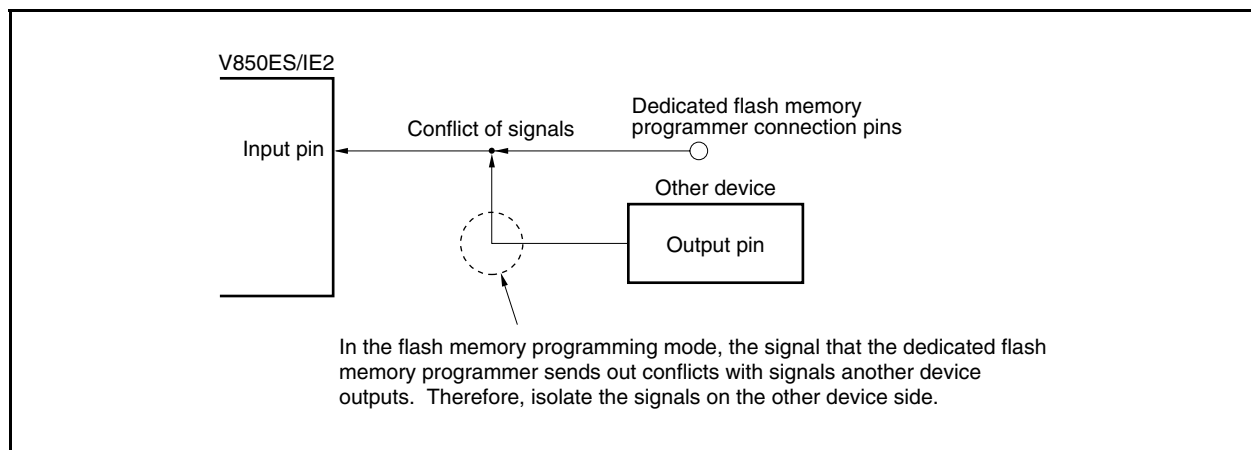 V850ES/IE2
Dedicated flash memory
programmer connection pins
Conflict of signals
Input pin
Other device
Output pin
In the flash memory programming mode, the signal that the dedicated flash
memory programmer sends out conflicts with signals another device
outputs.  Therefore, isolate the signals on the other device side.